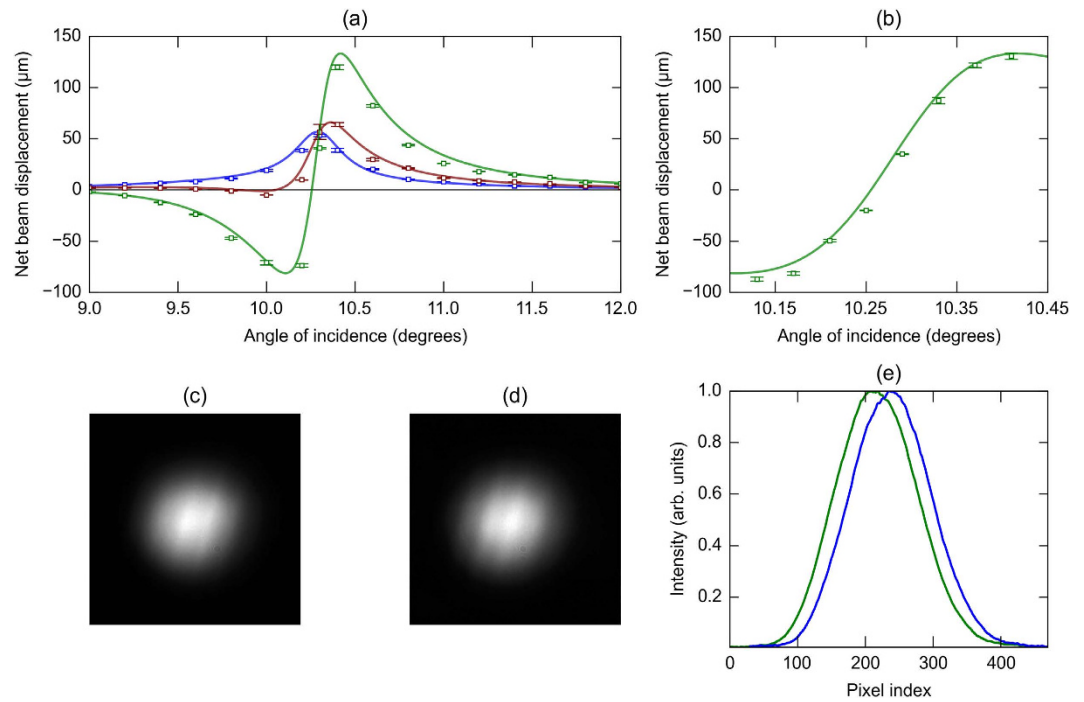 (a)
150
100
50
0
−50
−100
Net beam displacement (µm)
9.0 9.5 10.0 10.5 11.0 11.5 12.0
Angle of incidence (degrees)
(b)
150
100
50
0
−50
−100
Net beam displacement (µm)
10.15 10.25 10.35 10.45
Angle of incidence (degrees)
(c)
(d)
(e)
1.0
0.8
0.6
0.4
0.2
Intensity (arb. units)
0 100 200 300 400
Pixel index